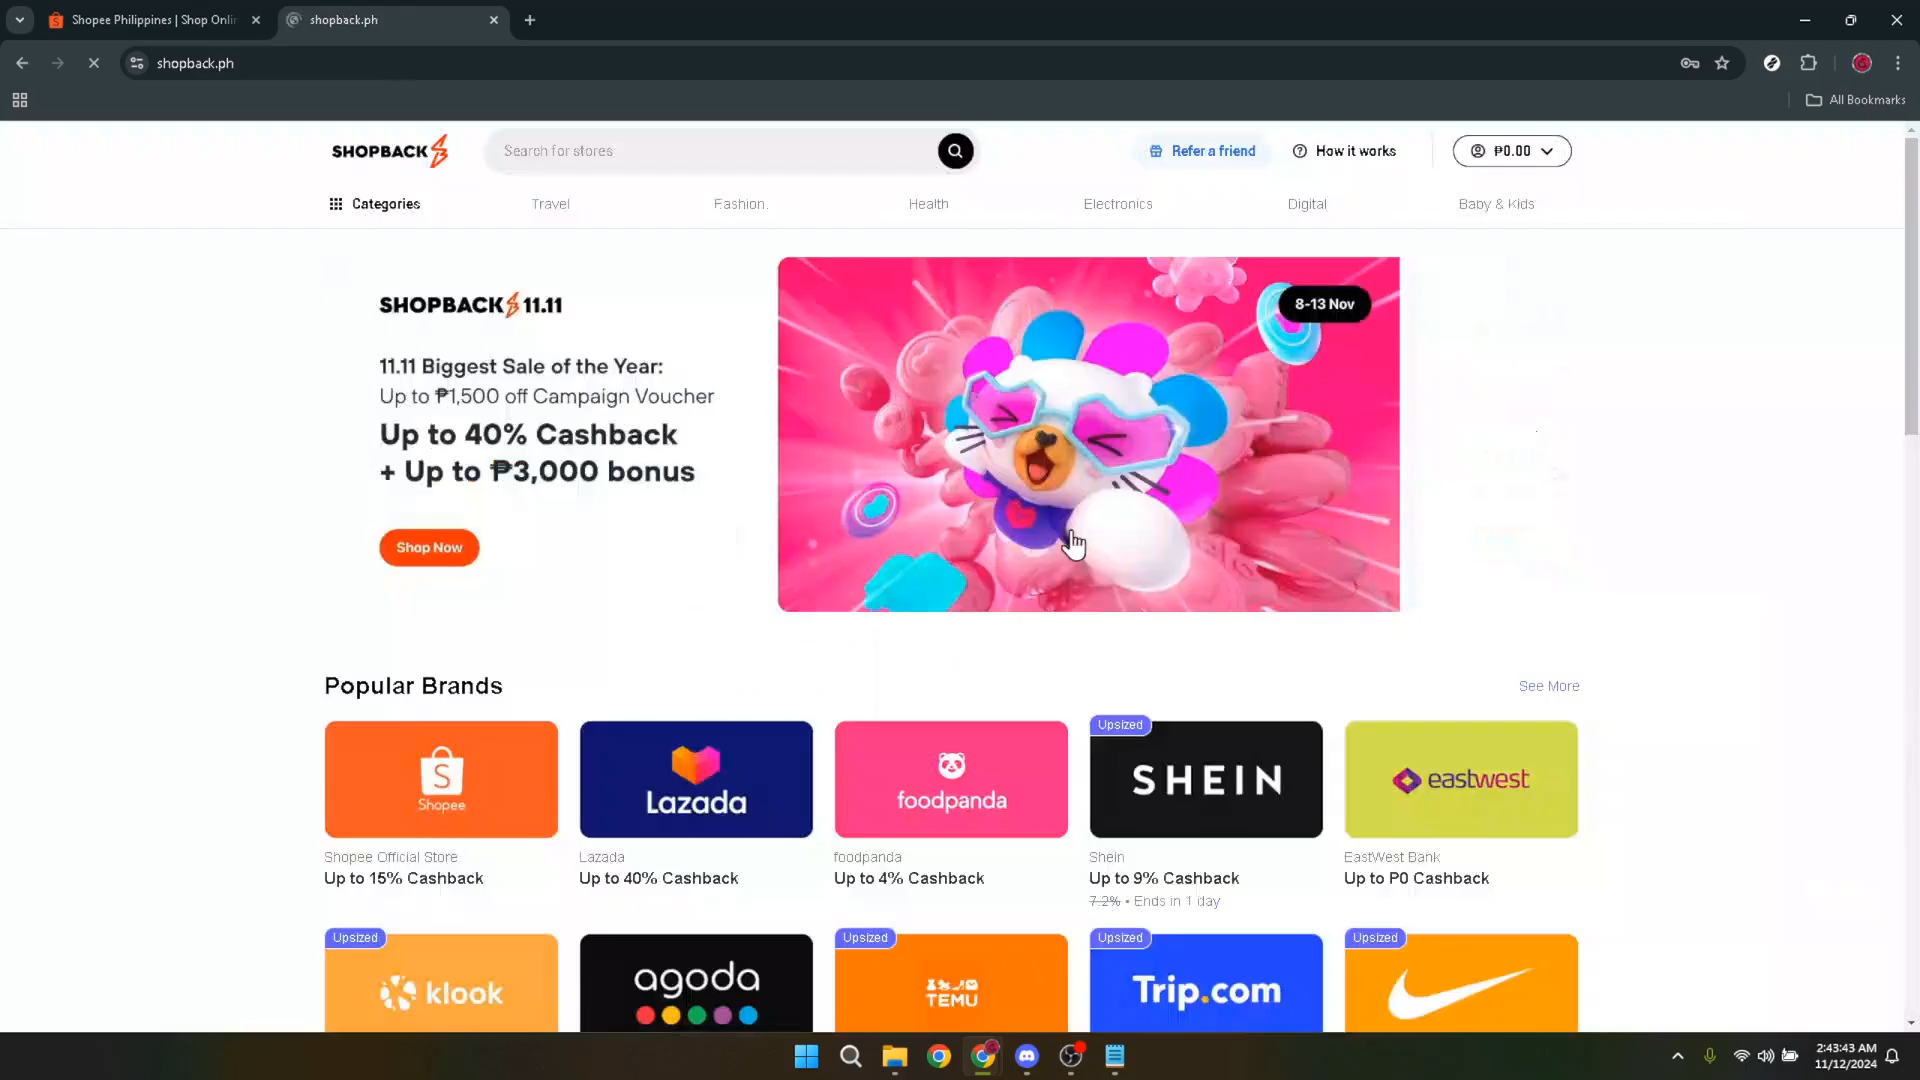 Shopee Philippines | Shop Onlin
shopback.ph
shopback.ph
All Bookmarks
SHOPBACK
Search for stores
Refer a friend
How it works
₱0.00
Categories
Travel
Fashion.
Health
Electronics
Digital
Baby & Kids
SHOPBACK 11.11
8-13 Nov
11.11 Biggest Sale of the Year:
Up to ₱1,500 off Campaign Voucher
Up to 40% Cashback
+ Up to ₱3,000 bonus
Shop Now
Popular Brands
See More
Shopee
Lazada
foodpanda
Upsized
SHEIN
eastwest
Shopee Official Store
Up to 15% Cashback
Lazada
Up to 40% Cashback
foodpanda
Up to 4% Cashback
Shein
Up to 9% Cashback
7.2% • Ends in 1 day
EastWest Bank
Up to P0 Cashback
Upsized
klook
agoda
Upsized
TEMU
Upsized
Trip.com
Upsized
2:43:43 AM
11/12/2024